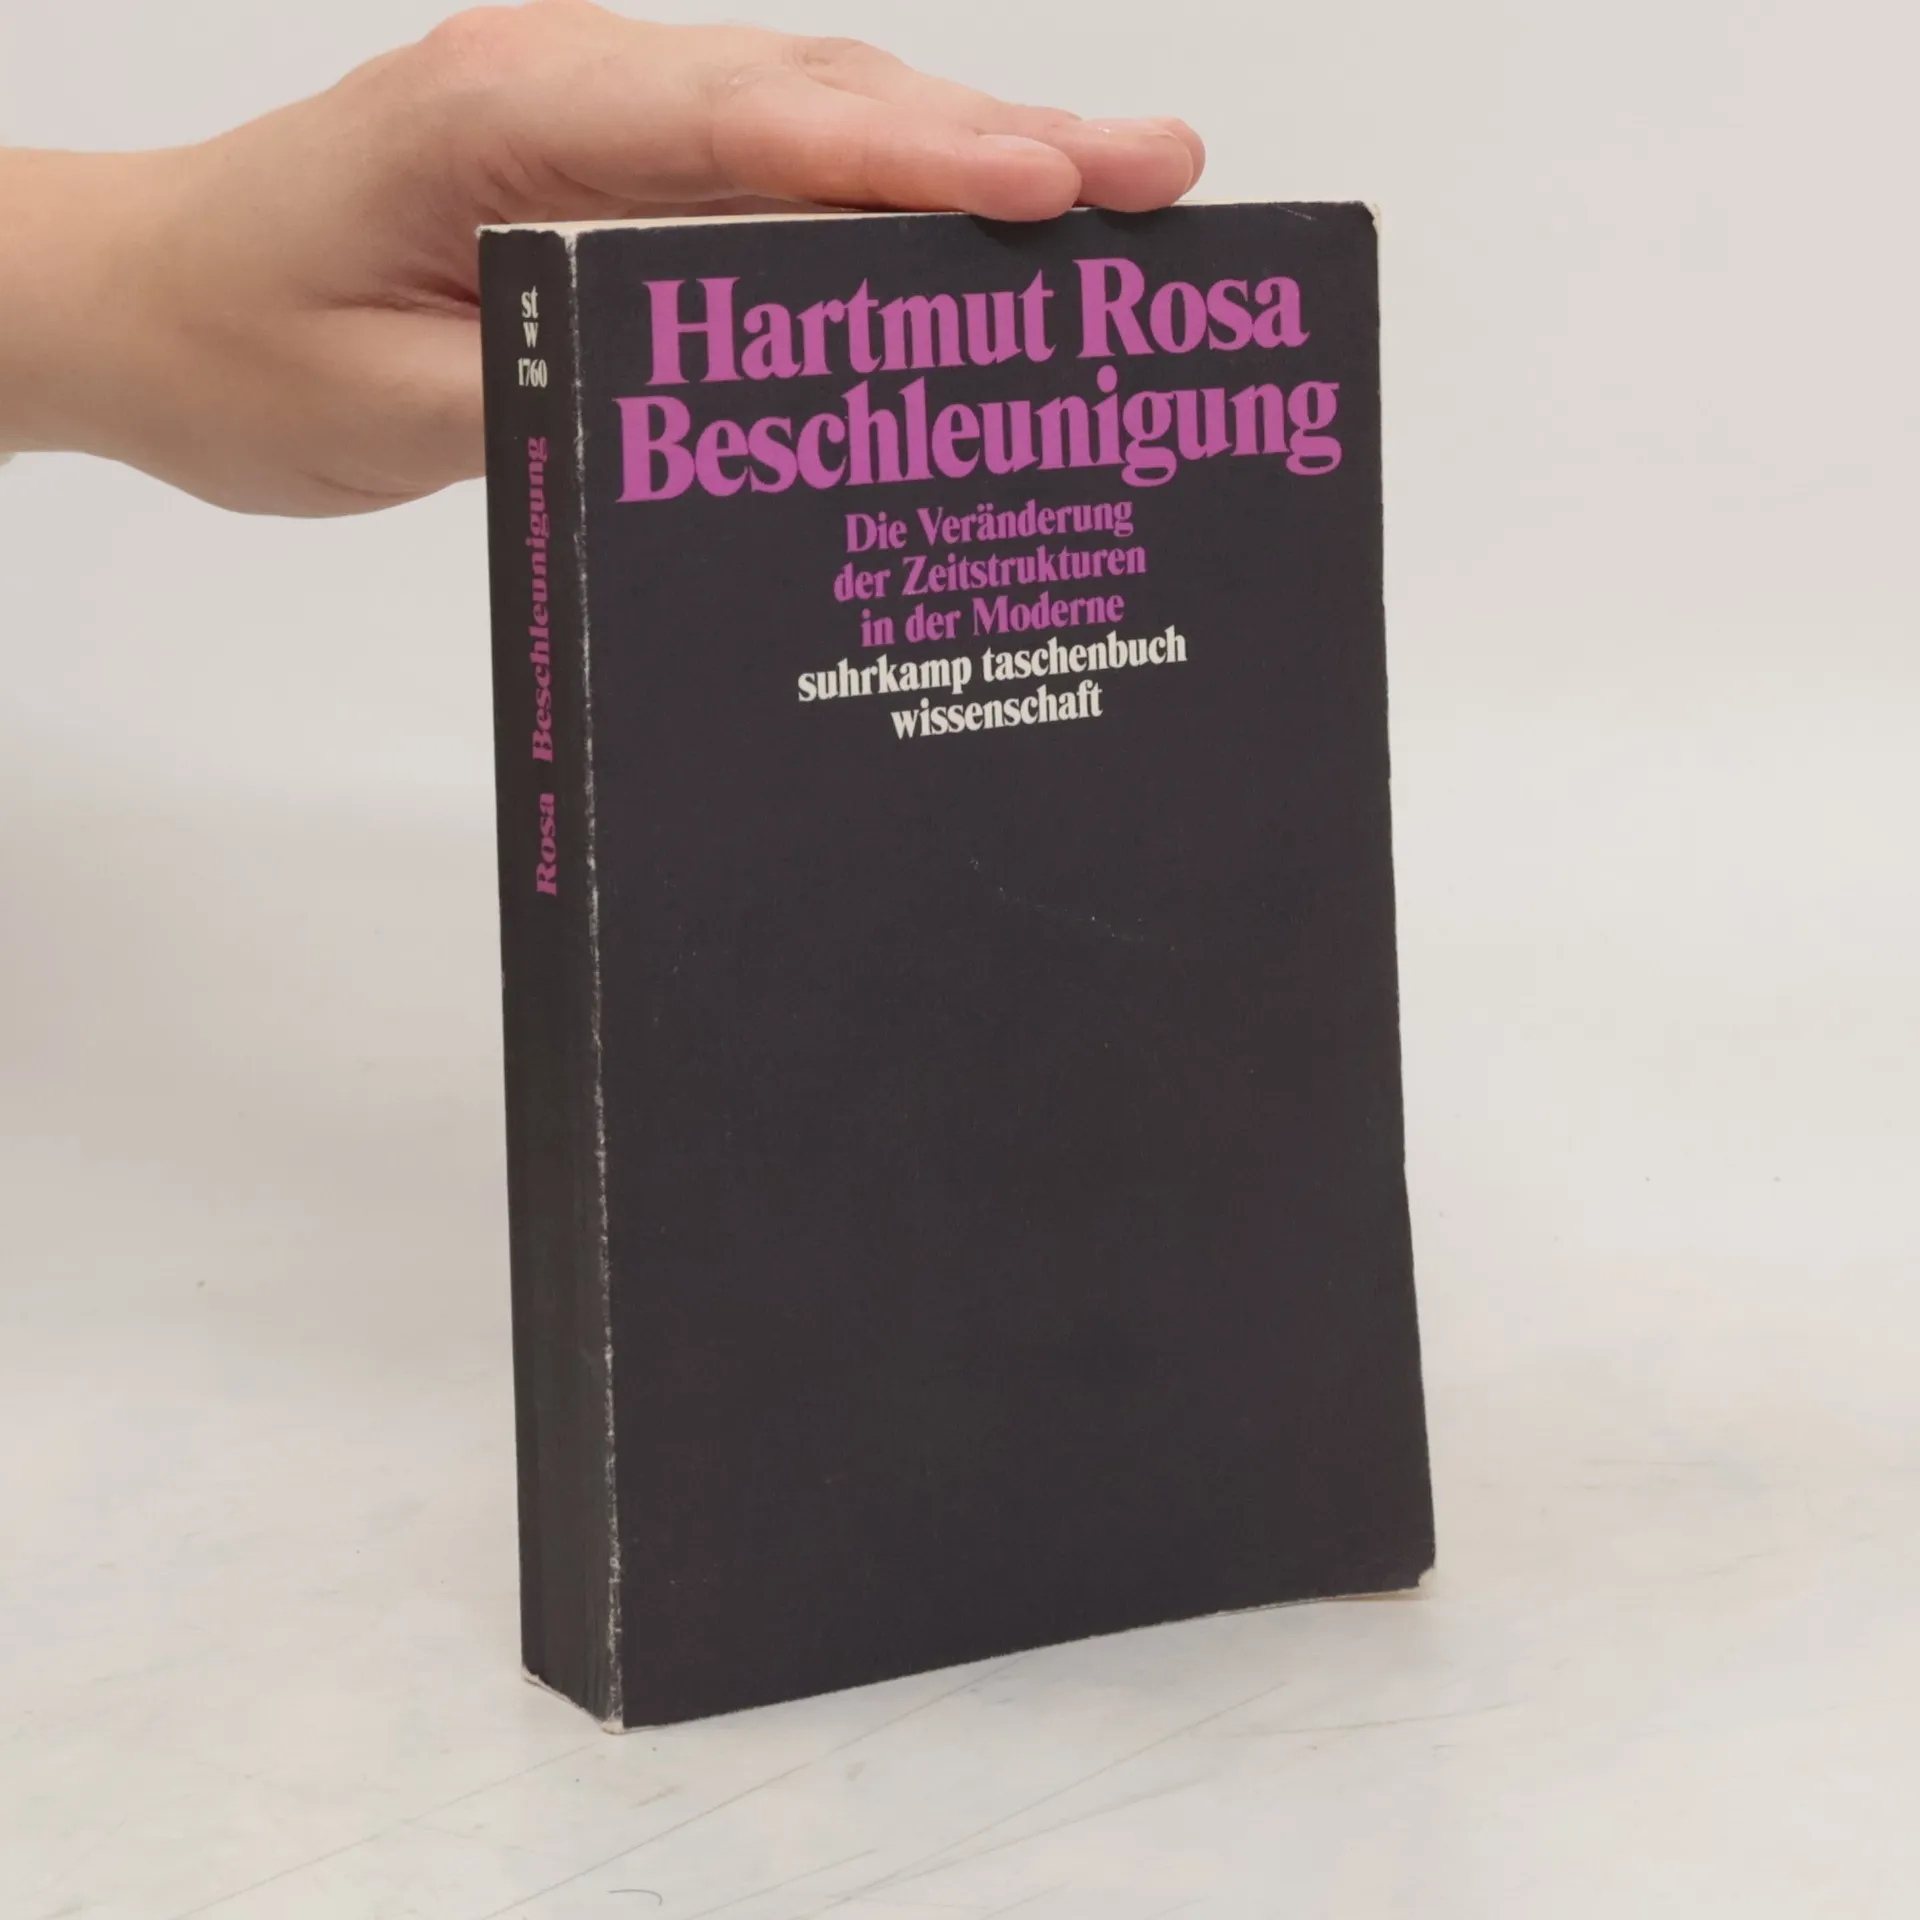 st
w
1760
Rosa Beschleunigung
Hartmut Rosa
Beschleunigung
Die Veränderung
der Zeitstrukturen
in der Moderne
suhrkamp taschenbuch
wissenschaft